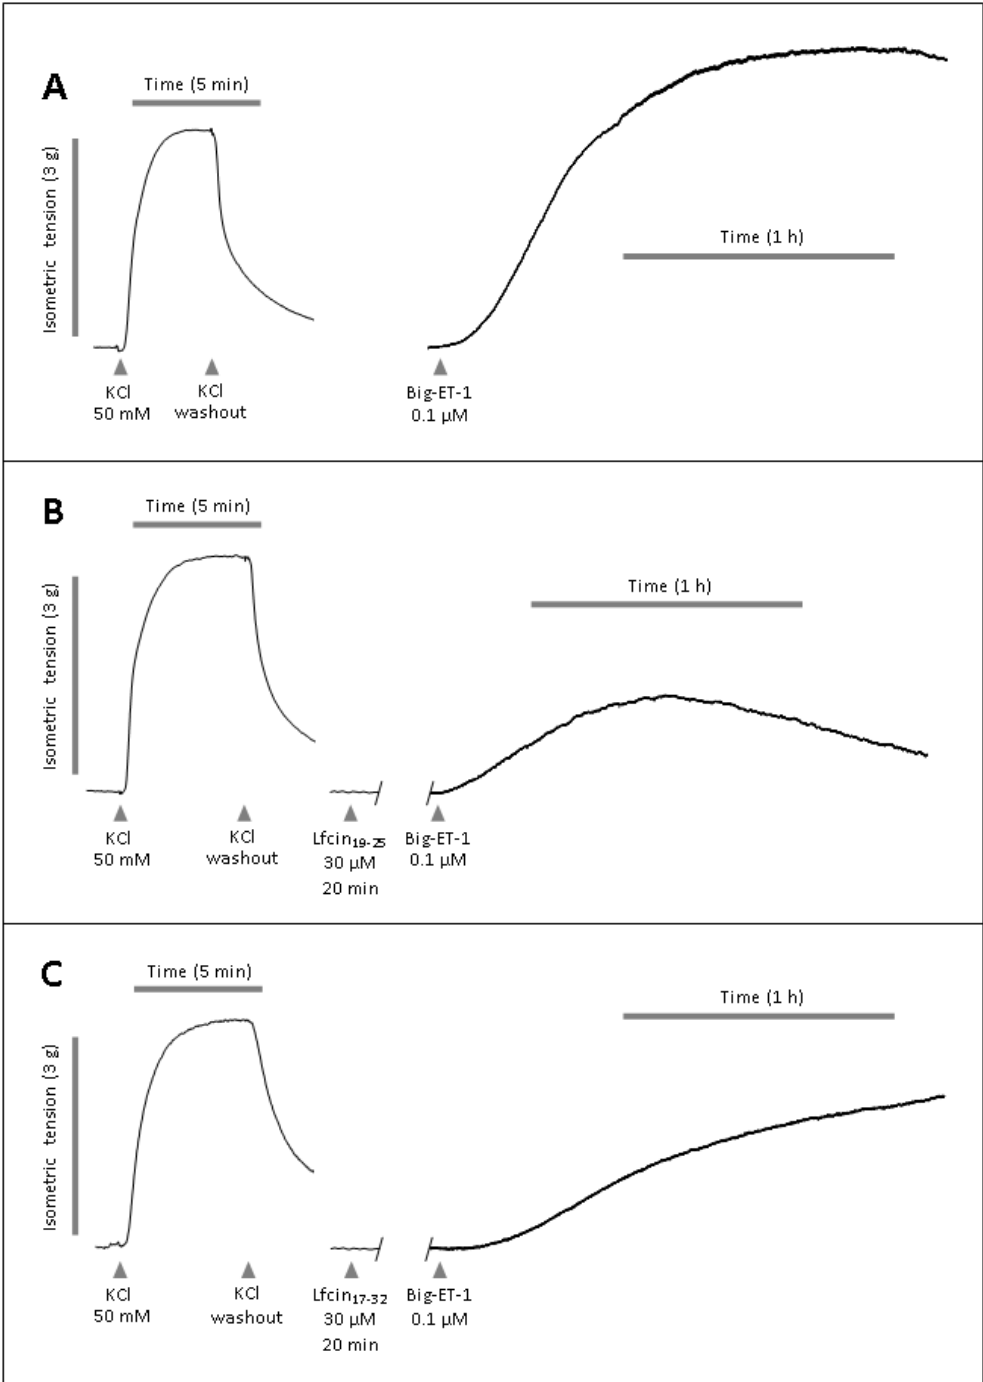 A
Time (5 min)
Isometric tension (3 g)
Time (1 h)
KCl
50 mM
KCl
washout
Big-ET-1
0.1 µM
B
Time (5 min)
Isometric tension (3 g)
Time (1 h)
KCl
50 mM
KCl
washout
Lfcin19-25
30 µM
20 min
Big-ET-1
0.1 µM
C
Time (5 min)
Isometric tension (3 g)
Time (1 h)
KCl
50 mM
KCl
washout
Lfcin17-32
30 µM
20 min
Big-ET-1
0.1 µM